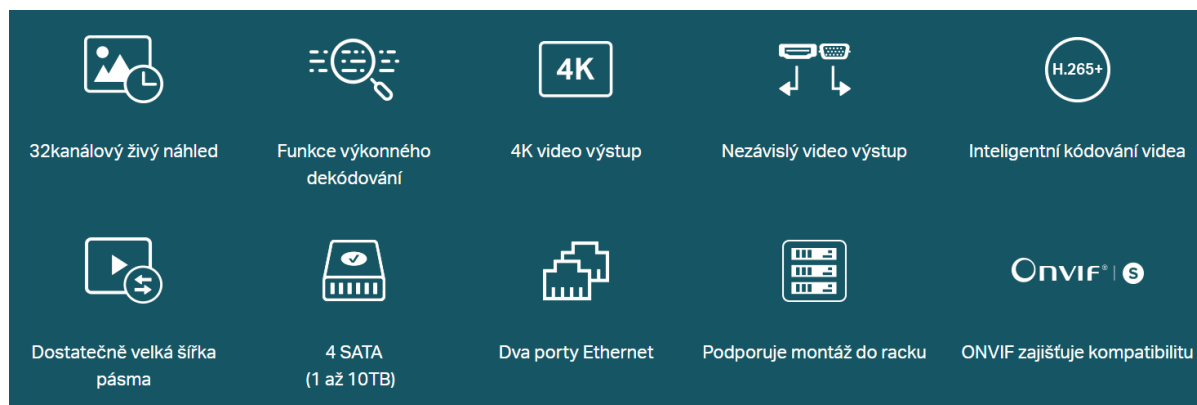 4K
H.265+
32kanálový živý náhled
Funkce výkonného
dekódování
4K video výstup
Nezávislý video výstup
Inteligentní kódování videa
ONVIF® | S
Dostatečně velká šířka
pásma
4 SATA
(1 až 10TB)
Dva porty Ethernet
Podporuje montáž do racku
ONVIF zajišťuje kompatibilitu